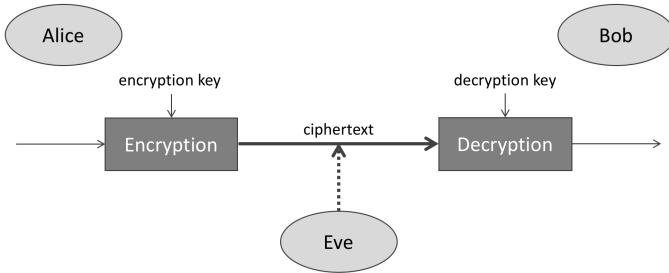 Alice
Bob
encryption key
decryption key
ciphertext
Encryption
Decryption
Eve